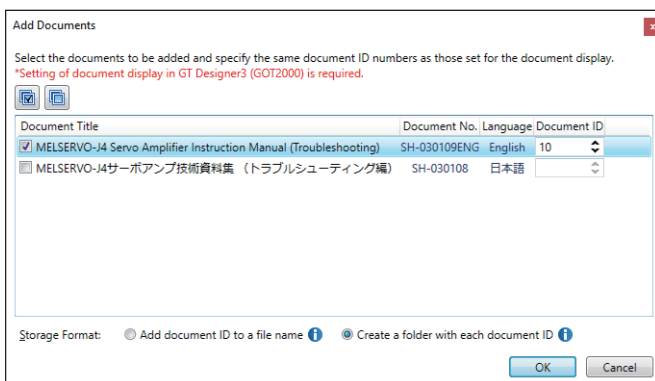 Add Documents
x
Select the documents to be added and specify the same document ID numbers as those set for the document display.
*Setting of document display in GT Designer3 (GOT2000) is required.
Document Title Document No. Language Document ID
MELSERVO-J4 Servo Amplifier Instruction Manual (Troubleshooting) SH-030109ENG English 10
MELSERVO-J4サーボアンプ技術資料集 (トラブルシューティング編) SH-030108 日本語
Storage Format: Add document ID to a file name i Create a folder with each document ID i
OK Cancel